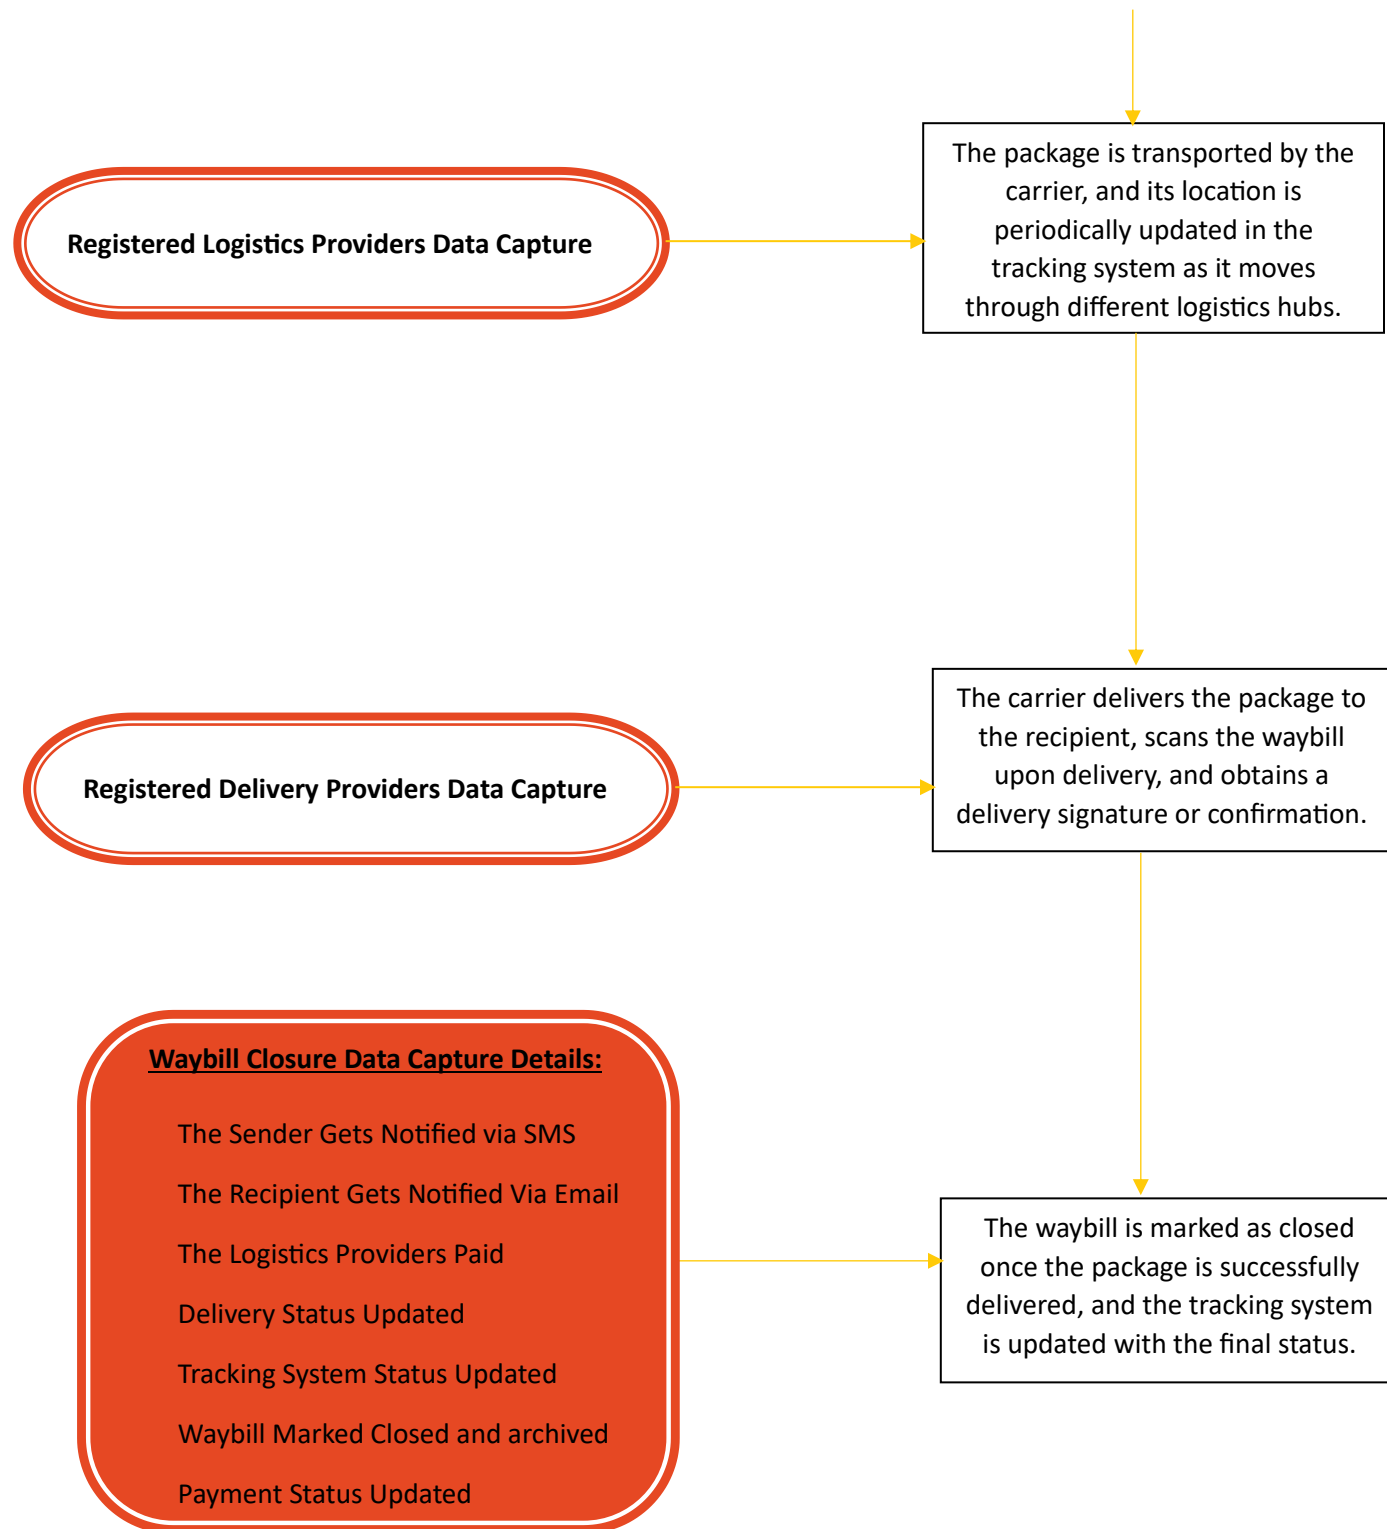 The package is transported by the
carrier, and its location is
periodically updated in the
tracking system as it moves
through different logistics hubs.
Registered Logistics Providers Data Capture
The carrier delivers the package to
the recipient, scans the waybill
upon delivery, and obtains a
delivery signature or confirmation.
Registered Delivery Providers Data Capture
Waybill Closure Data Capture Details:
The Sender Gets Notified via SMS
The Recipient Gets Notified Via Email
The Logistics Providers Paid
Delivery Status Updated
Tracking System Status Updated
Waybill Marked Closed and archived
Payment Status Updated
The waybill is marked as closed
once the package is successfully
delivered, and the tracking system
is updated with the final status.